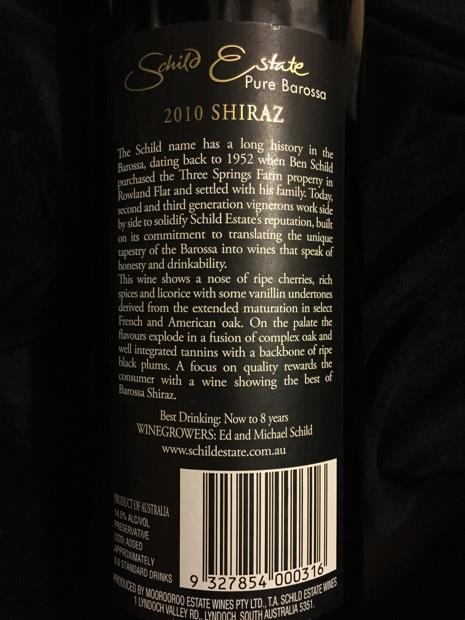 Schild Estate
Pure Barossa
2010 SHIRAZ
The Schild name has a long history in the
Barossa, dating back to 1952 when Ben Schild
purchased the Three Springs Farm property in
Rowland Flat and settled with his family. Today,
second and third generation vignerons work side
by side to solidify Schild Estate's reputation, built
on its commitment to translating the unique
tapestry of the Barossa into wines that speak of
honesty and drinkability.
This wine shows a nose of ripe cherries, rich
spices and licorice with some vanillin undertones
derived from the extended maturation in select
French and American oak. On the palate the
flavours explode in a fusion of complex oak and
well integrated tannins with a backbone of ripe
black plums. A focus on quality rewards the
consumer with a wine showing the best of
Barossa Shiraz.
Best Drinking: Now to 8 years
WINEGROWERS: Ed and Michael Schild
www.schildestate.com.au
PRODUCT OF AUSTRALIA
14.5% ALC/VOL
PRESERVATIVE
(220) ADDED
APPROXIMATELY
8.6 STANDARD DRINKS
9 327854 000316
PRODUCED BY MOOROOROO ESTATE WINES PTY LTD., T.A. SCHILD ESTATE WINES
1 LYNDOCH VALLEY RD., LYNDOCH, SOUTH AUSTRALIA 5351.